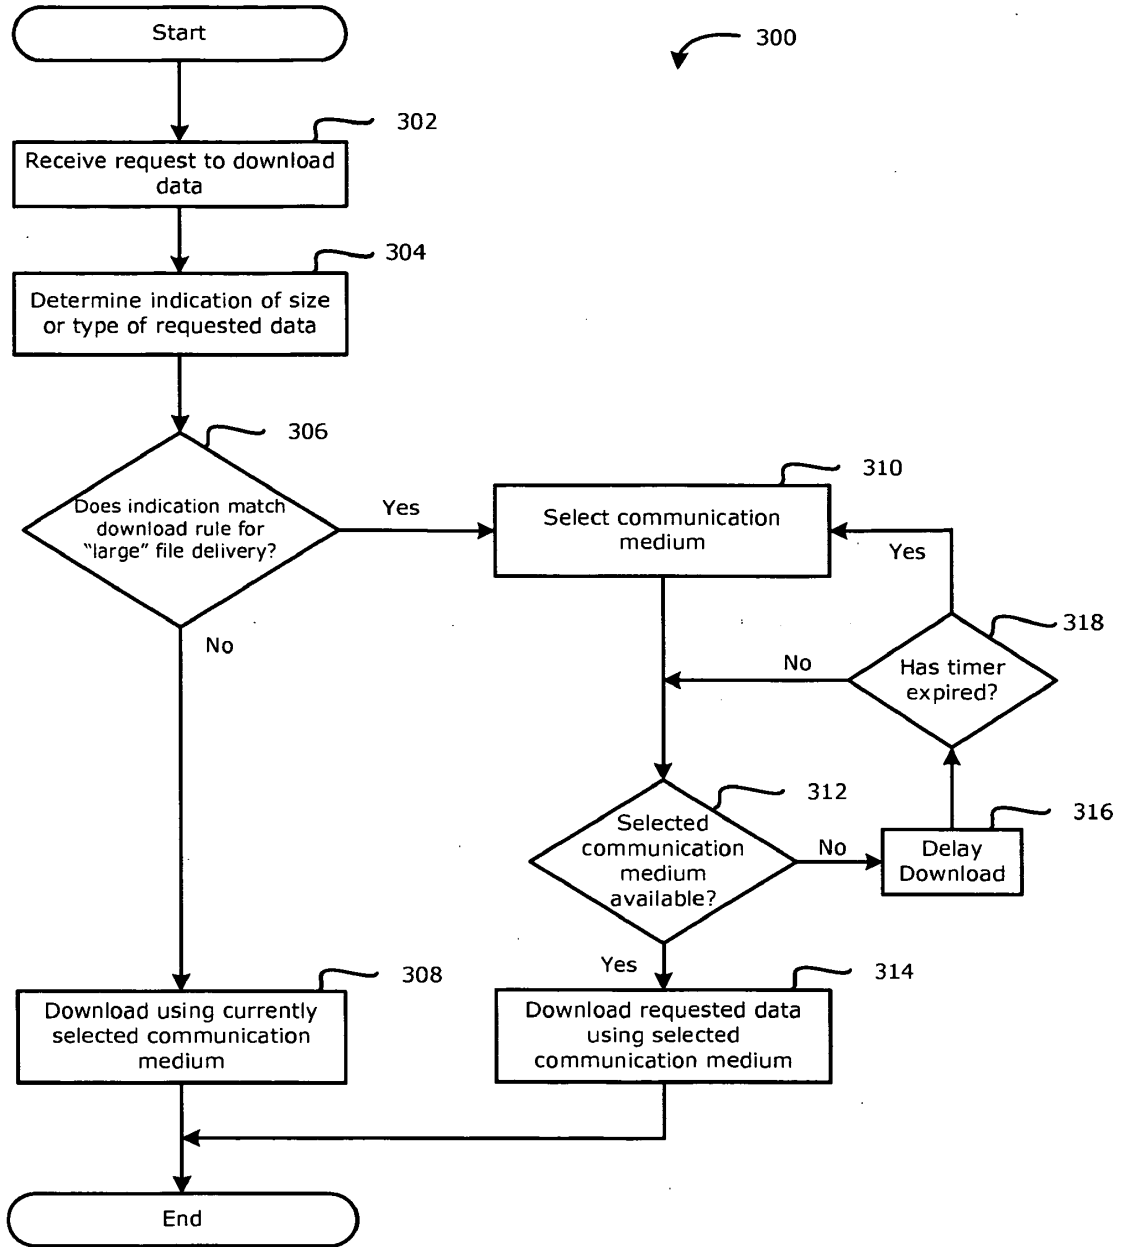 Start
300
302
Receive request to download
data
304
Determine indication of size
or type of requested data
306
Does indication match
download rule for
"large" file delivery?
Yes
No
310
Select communication
medium
Yes
318
Has timer
expired?
No
312
Selected
communication
medium
available?
No
316
Delay
Download
Yes
308
Download using currently
selected communication
medium
314
Download requested data
using selected
communication medium
End